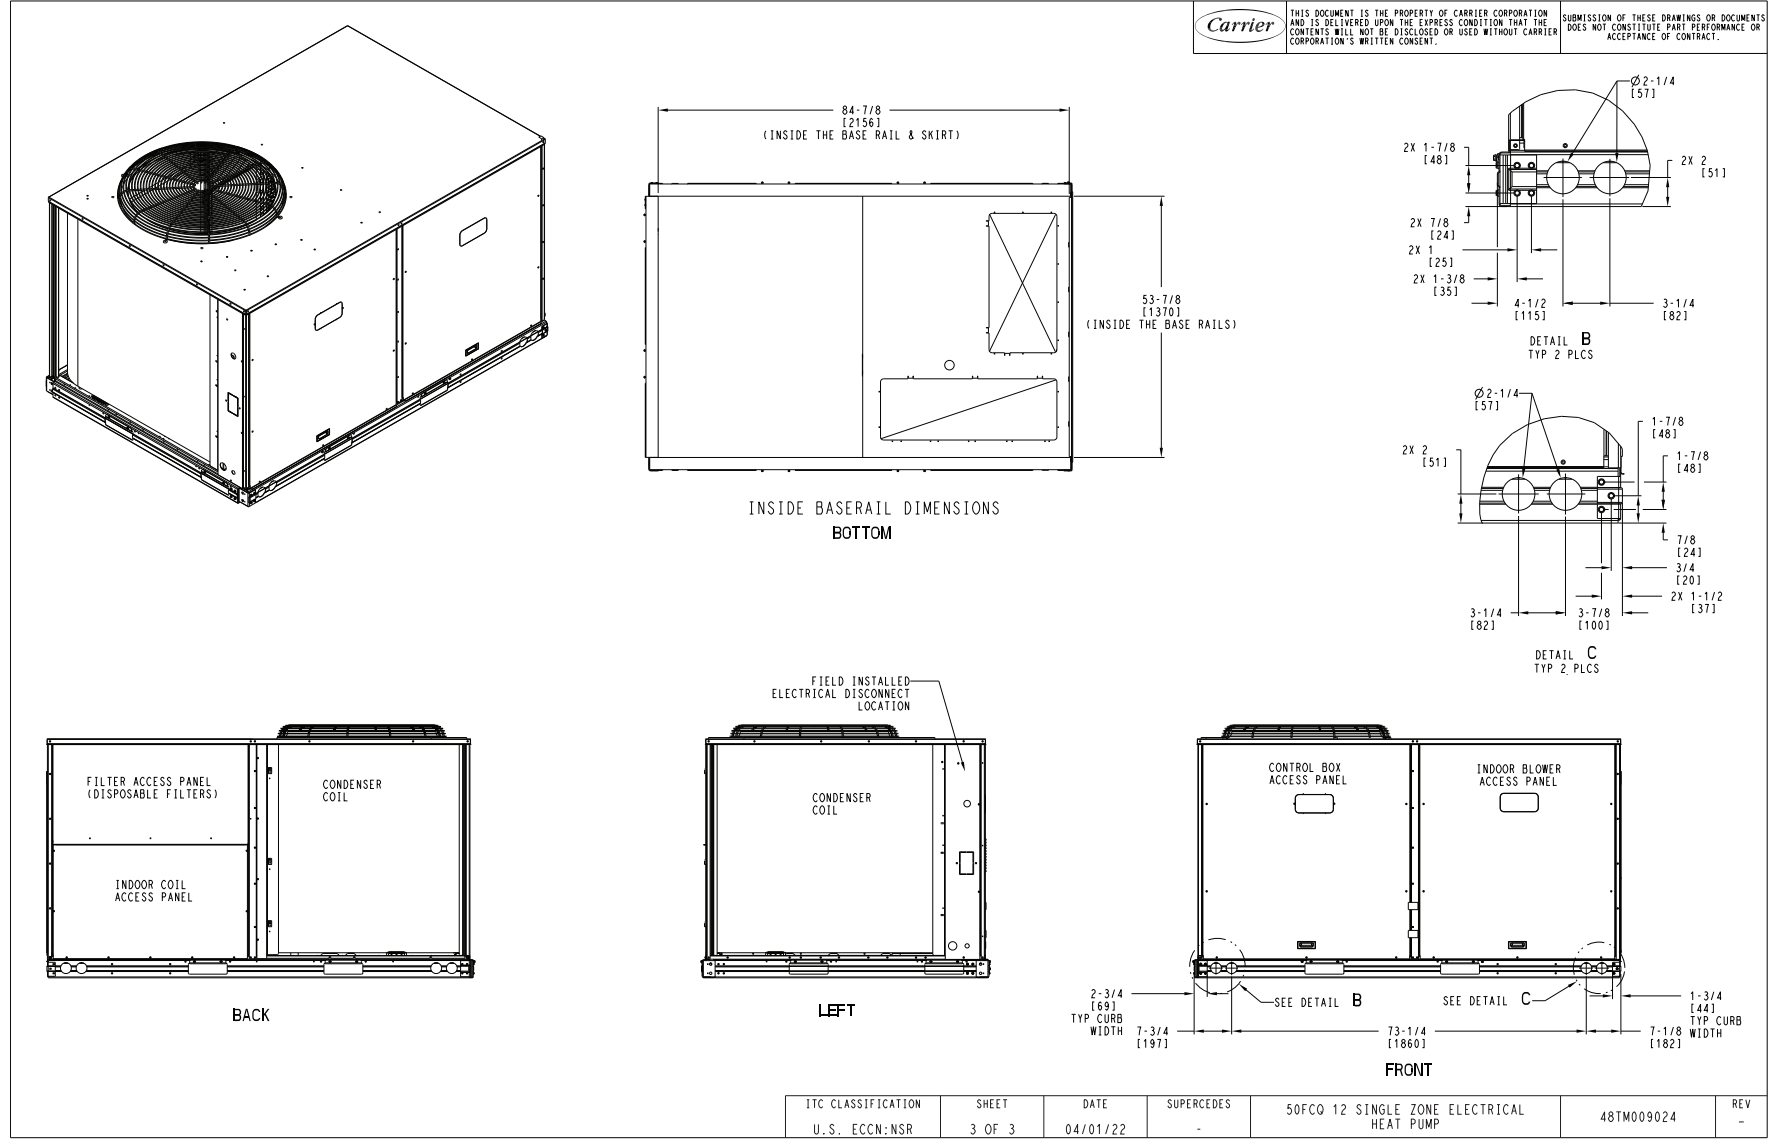 Carrier
THIS DOCUMENT IS THE PROPERTY OF CARRIER CORPORATION
AND IS DELIVERED UPON THE EXPRESS CONDITION THAT THE
CONTENTS WILL NOT BE DISCLOSED OR USED WITHOUT CARRIER
CORPORATION'S WRITTEN CONSENT.
SUBMISSION OF THESE DRAWINGS OR DOCUMENTS
DOES NOT CONSTITUTE PART PERFORMANCE OR
ACCEPTANCE OF CONTRACT.
84-7/8
[2156]
(INSIDE THE BASE RAIL & SKIRT)
53-7/8
[1370]
(INSIDE THE BASE RAILS)
INSIDE BASERAIL DIMENSIONS
BOTTOM
Ø2-1/4
[57]
2X 1-7/8
[48]
2X 2
[51]
2X 7/8
[24]
2X 1
[25]
2X 1-3/8
[35]
4-1/2
[115]
3-1/4
[82]
DETAIL B
TYP 2 PLCS
Ø2-1/4
[57]
1-7/8
[48]
2X 2
[51]
1-7/8
[48]
7/8
[24]
3/4
[20]
2X 1-1/2
[37]
3-1/4
[82]
3-7/8
[100]
DETAIL C
TYP 2 PLCS
FILTER ACCESS PANEL
(DISPOSABLE FILTERS)
CONDENSER
COIL
INDOOR COIL
ACCESS PANEL
BACK
FIELD INSTALLED
ELECTRICAL DISCONNECT
LOCATION
CONDENSER
COIL
LEFT
CONTROL BOX
ACCESS PANEL
INDOOR BLOWER
ACCESS PANEL
SEE DETAIL B
SEE DETAIL C
2-3/4
[69]
TYP CURB
WIDTH
7-3/4
[197]
73-1/4
[1860]
1-3/4
[44]
TYP CURB
WIDTH
7-1/8
[182]
FRONT
ITC CLASSIFICATION
U.S. ECCN:NSR
SHEET
3 OF 3
DATE
04/01/22
SUPERCEDES
-
50FCQ 12 SINGLE ZONE ELECTRICAL
HEAT PUMP
48TM009024
REV
-